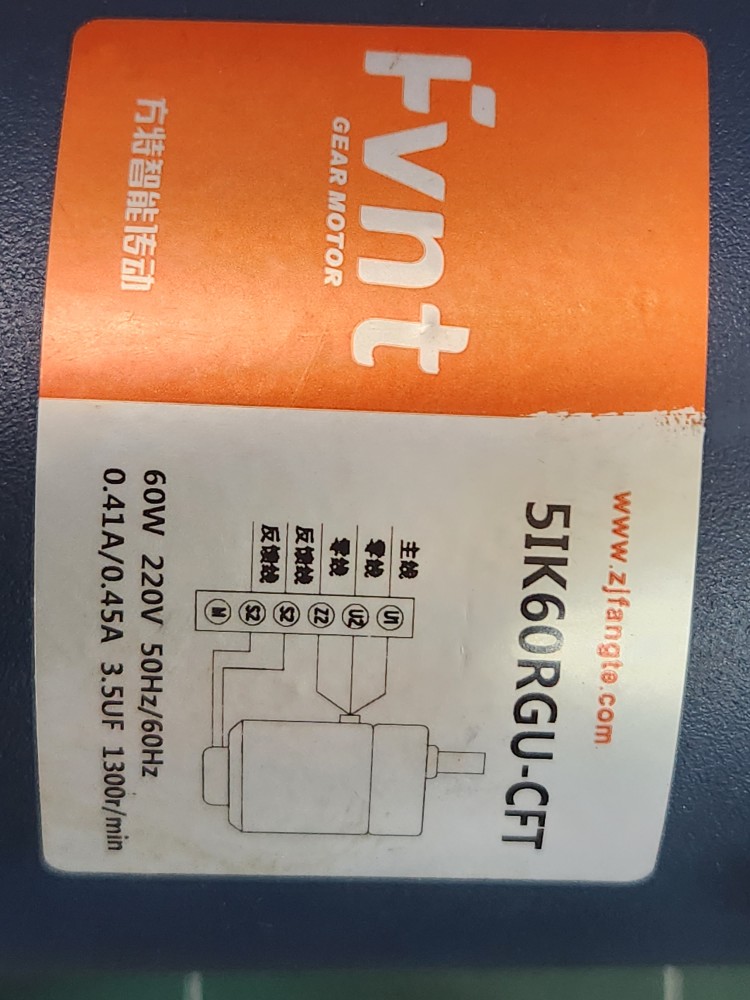 Fvnt
GEAR MOTOR
方特智能传动
www.zjfangte.com
5IK60RGU-CFT
主线 U1
零线 U2
零线 Z2
反馈线 S2
反馈线 S2
M
60W 220V 50Hz/60Hz
0.41A/0.45A 3.5UF 1300r/min